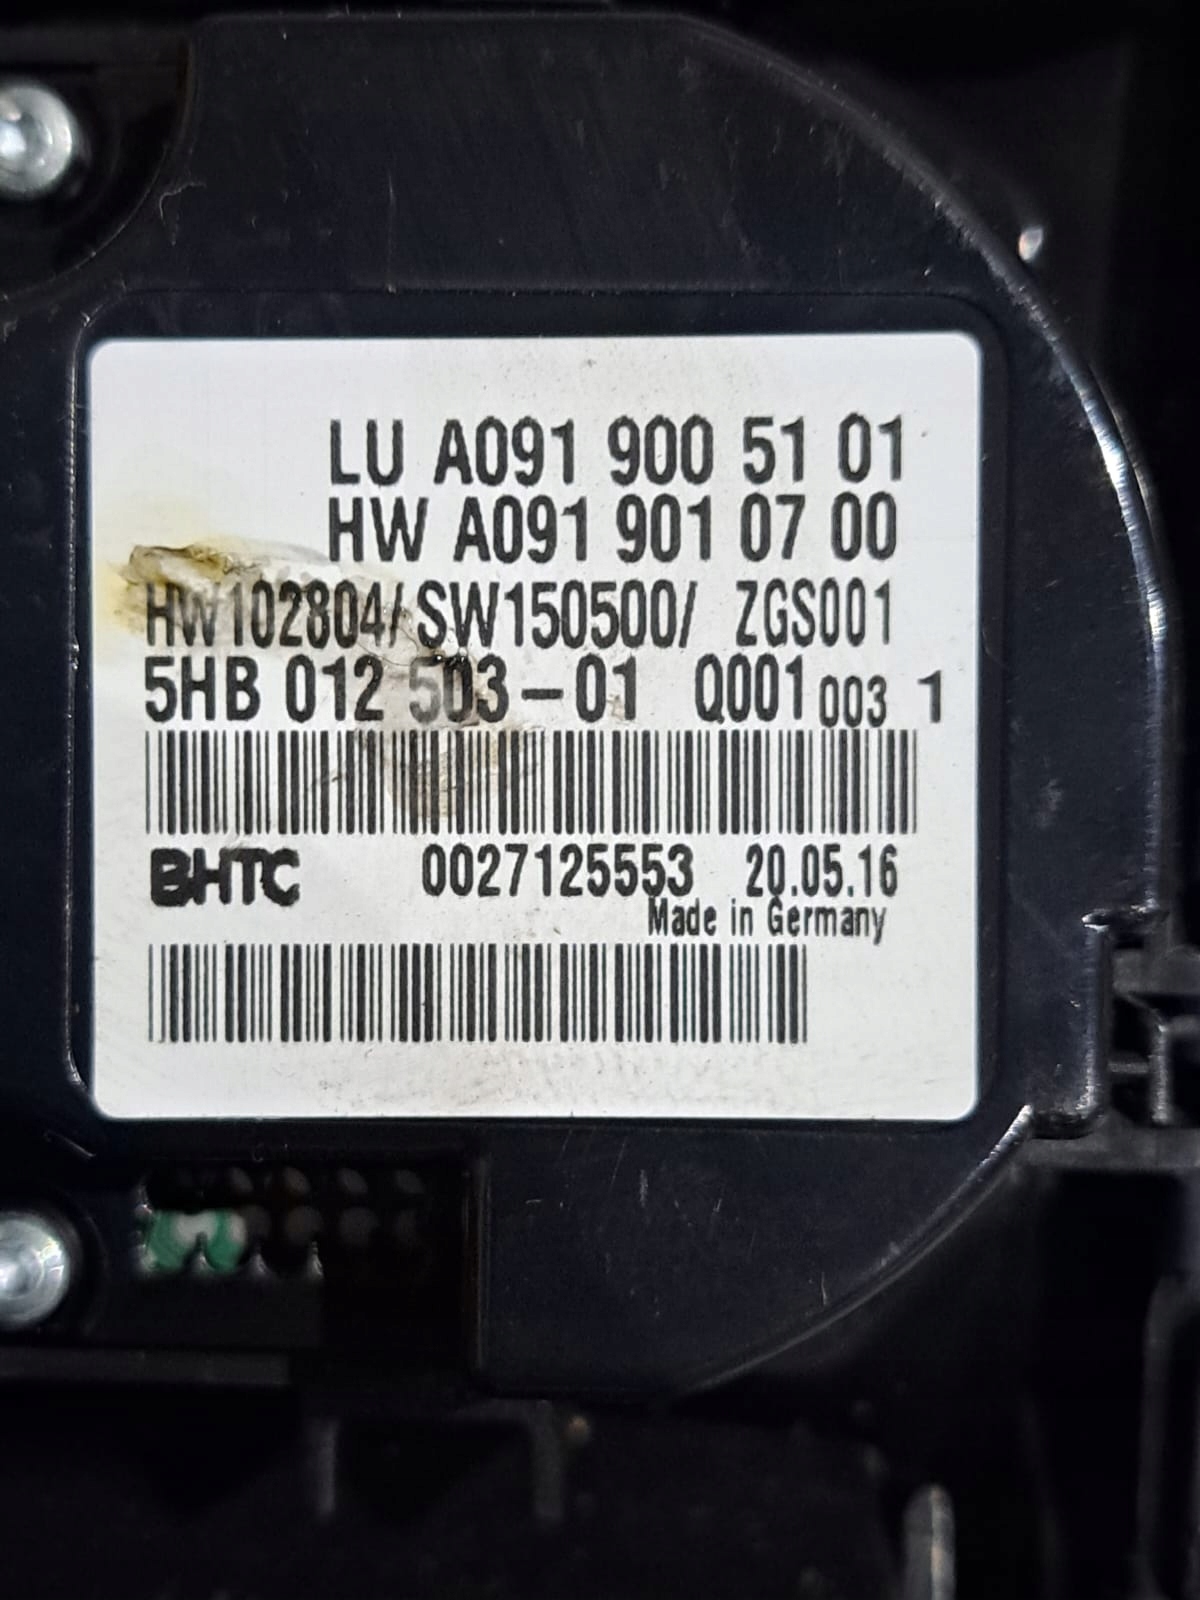 LU A091 900 51 01
HW A091 901 07 00
HW102804/ SW150500/ ZGS001
5HB 012 503-01 Q001 003 1
BHTC 0027125553 20.05.16
Made in Germany